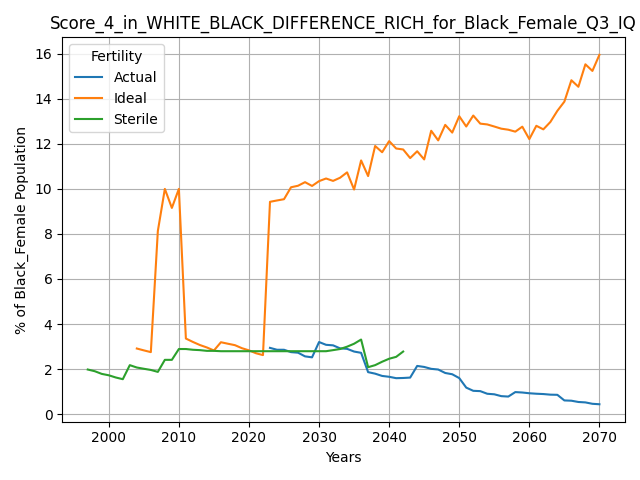 Score_4_in_WHITE_BLACK_DIFFERENCE_RICH_for_Black_Female_Q3_IQ
Fertility
Actual
Ideal
Sterile
% of Black_Female Population
16
14
12
10
8
6
4
2
0
2000 2010 2020 2030 2040 2050 2060 2070
Years